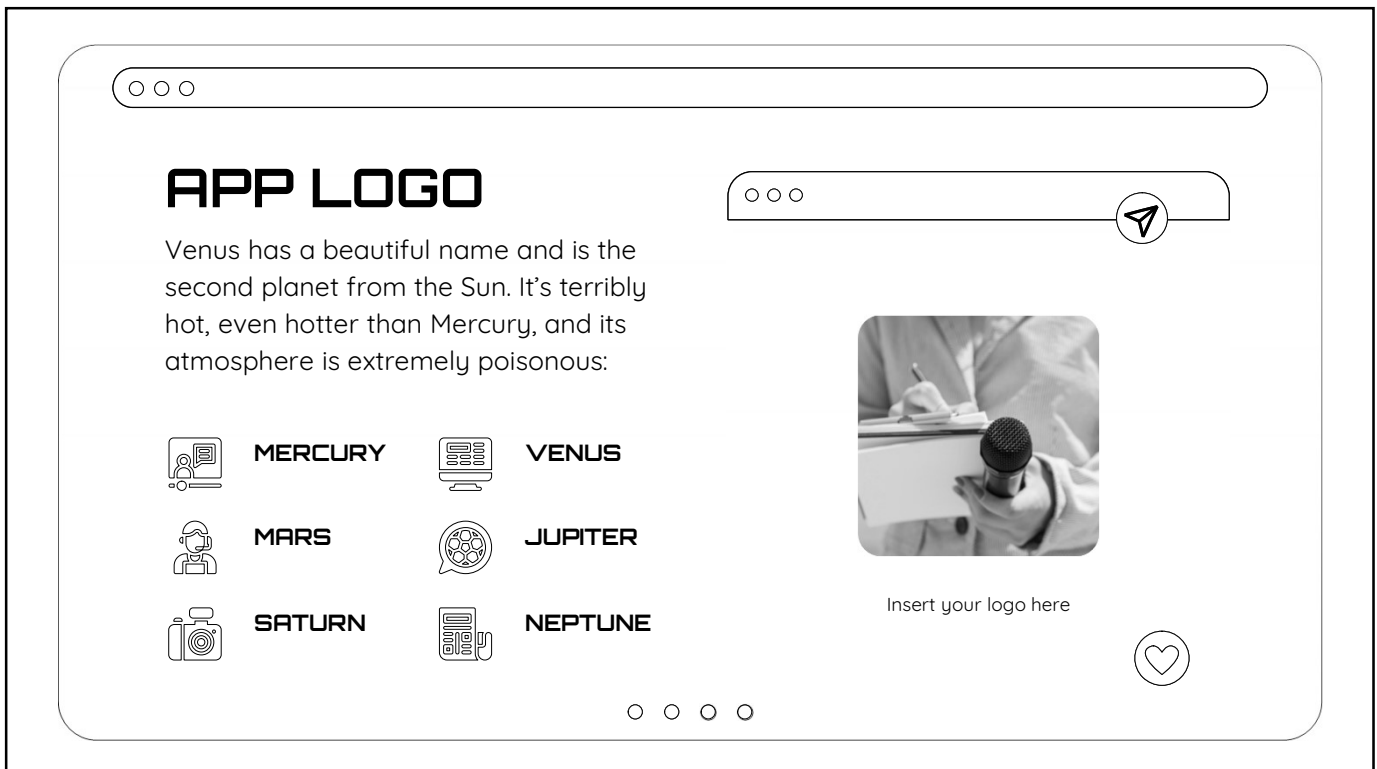 APP LOGO
Venus has a beautiful name and is the
second planet from the Sun. It’s terribly
hot, even hotter than Mercury, and its
atmosphere is extremely poisonous:
MERCURY
VENUS
MARS
JUPITER
SATURN
NEPTUNE
Insert your logo here